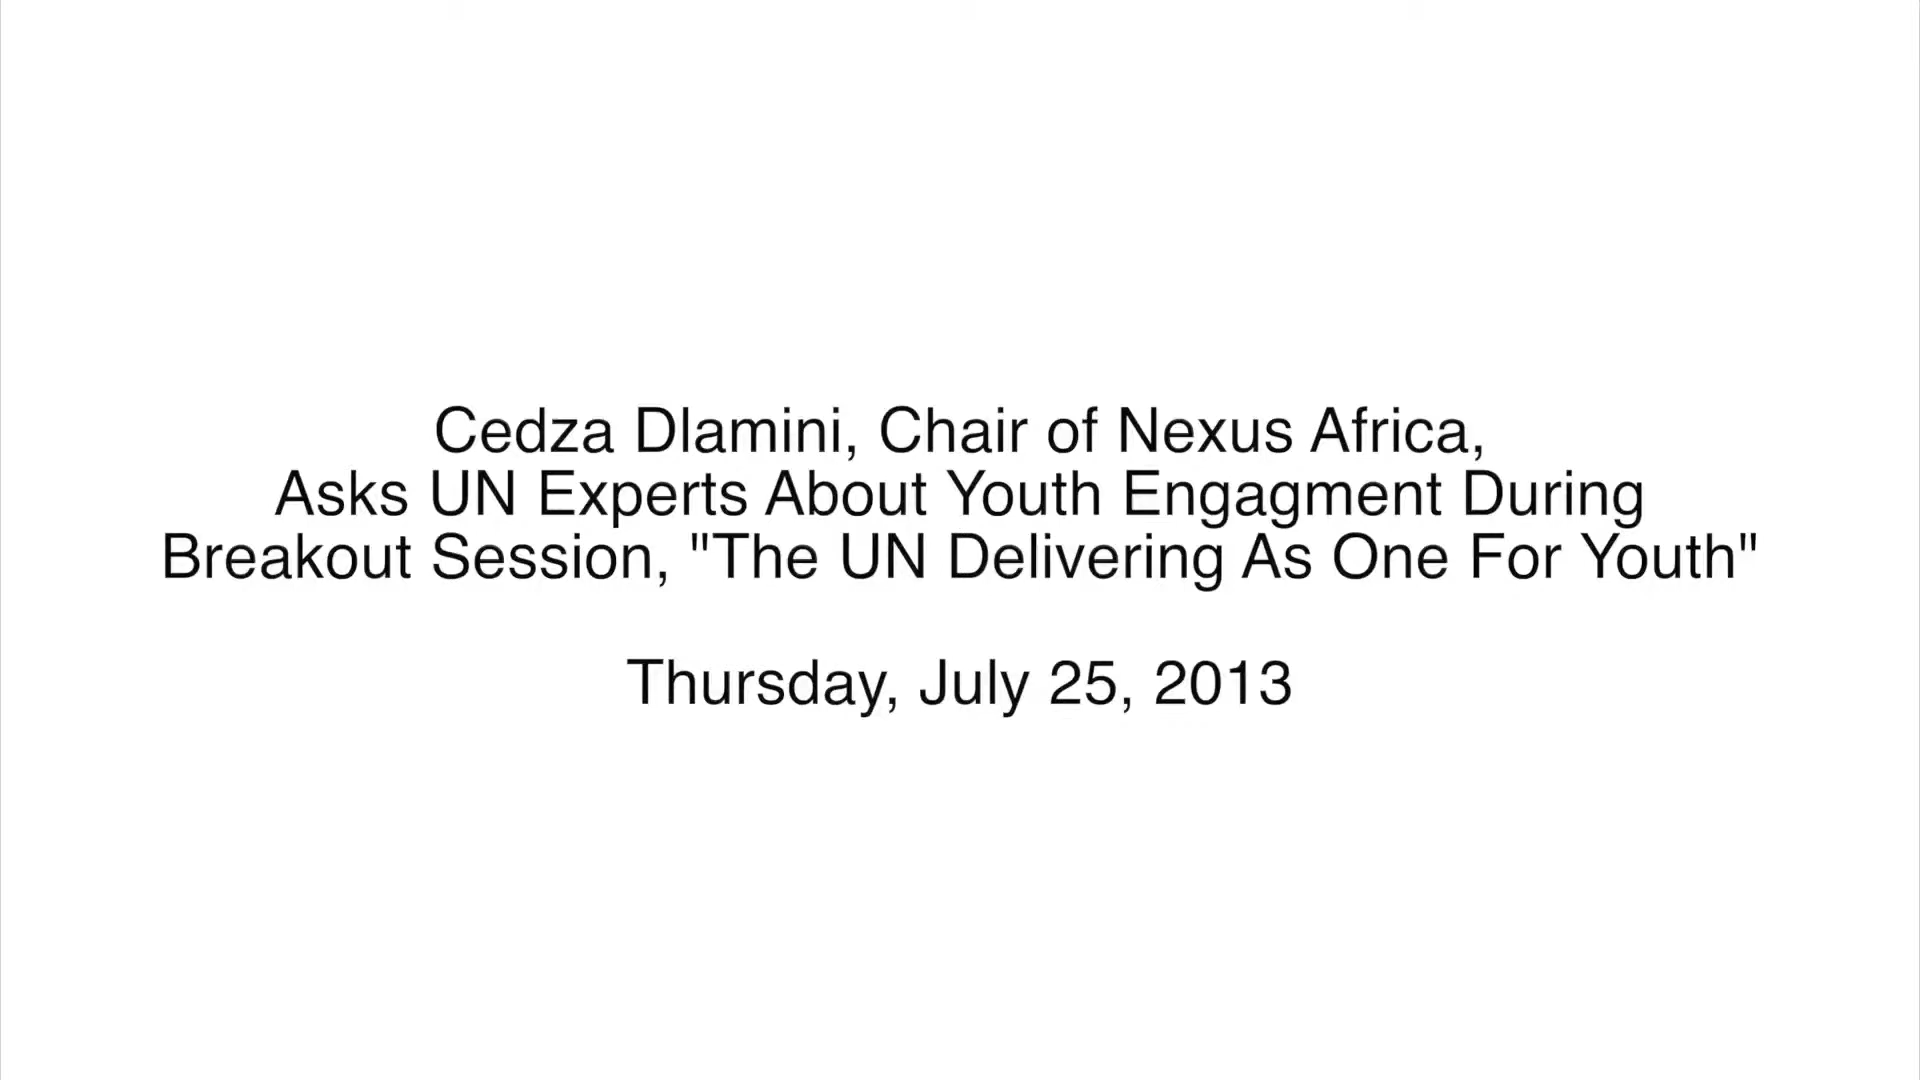 Cedza Dlamini, Chair of Nexus Africa,
Asks UN Experts About Youth Engagment During
Breakout Session, "The UN Delivering As One For Youth"
Thursday, July 25, 2013